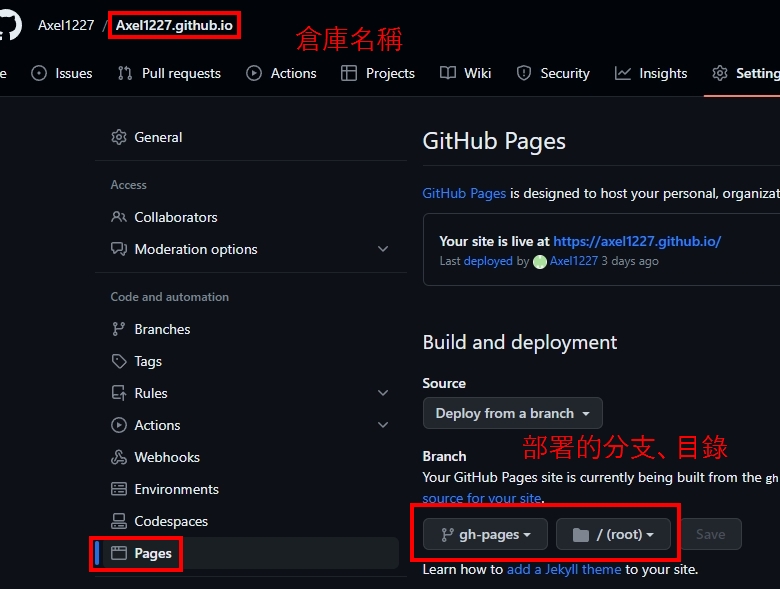 Axel1227 / Axel1227.github.io
倉庫名稱
e Issues Pull requests Actions Projects Wiki Security Insights Setting
General
Access
Collaborators
Moderation options
Code and automation
Branches
Tags
Rules
Actions
Webhooks
Environments
Codespaces
Pages
GitHub Pages
GitHub Pages is designed to host your personal, organizat
Your site is live at https://axel1227.github.io/
Last deployed by Axel1227 3 days ago
Build and deployment
Source
Deploy from a branch
部署的分支、目錄
Branch
Your GitHub Pages site is currently being built from the gh
source for your site.
gh-pages / (root) Save
Learn how to add a Jekyll theme to your site.